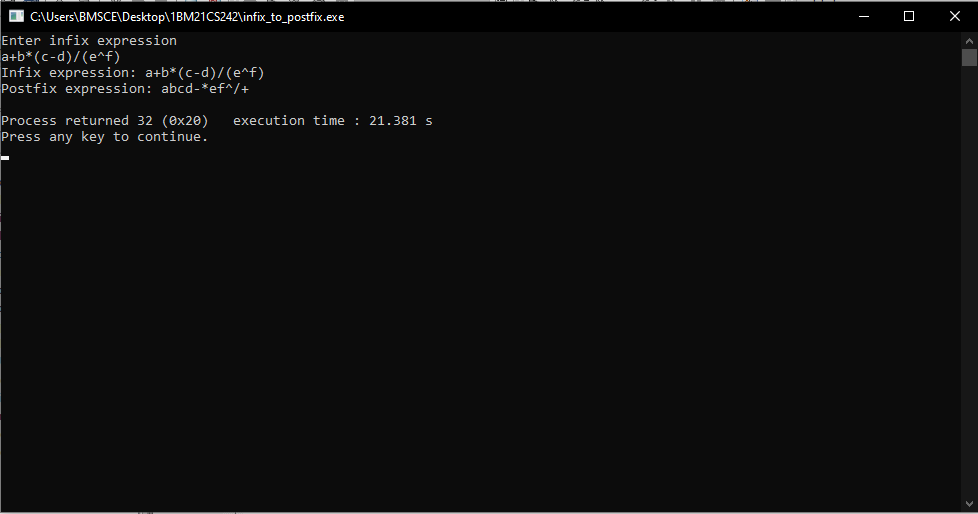 C:\Users\BMSCE\Desktop\1BM21CS242\infix_to_postfix.exe
Enter infix expression
a+b*(c-d)/(e^f)
Infix expression: a+b*(c-d)/(e^f)
Postfix expression: abcd-*ef^/+
Process returned 32 (0x20)   execution time : 21.381 s
Press any key to continue.